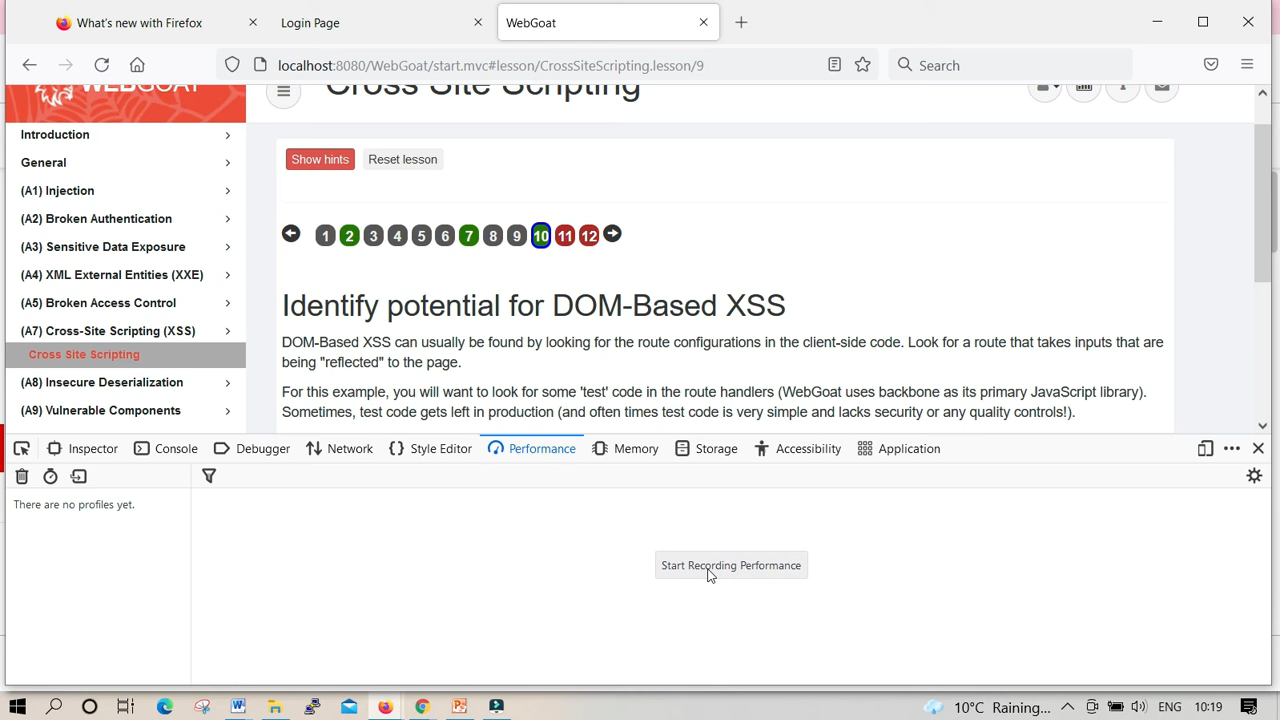 What's new with Firefox
Login Page
WebGoat
localhost:8080/WebGoat/start.mvc#lesson/CrossSiteScripting.lesson/9
Search
WEBGOAT
Cross Site Scripting
Introduction
General
(A1) Injection
(A2) Broken Authentication
(A3) Sensitive Data Exposure
(A4) XML External Entities (XXE)
(A5) Broken Access Control
(A7) Cross-Site Scripting (XSS)
Cross Site Scripting
(A8) Insecure Deserialization
(A9) Vulnerable Components
Show hints
Reset lesson
1 2 3 4 5 6 7 8 9 10 11 12
Identify potential for DOM-Based XSS
DOM-Based XSS can usually be found by looking for the route configurations in the client-side code. Look for a route that takes inputs that are
being "reflected" to the page.
For this example, you will want to look for some 'test' code in the route handlers (WebGoat uses backbone as its primary JavaScript library).
Sometimes, test code gets left in production (and often times test code is very simple and lacks security or any quality controls!).
Inspector Console Debugger Network Style Editor Performance Memory Storage Accessibility Application
There are no profiles yet.
Start Recording Performance
10°C Raining... ENG 10:19